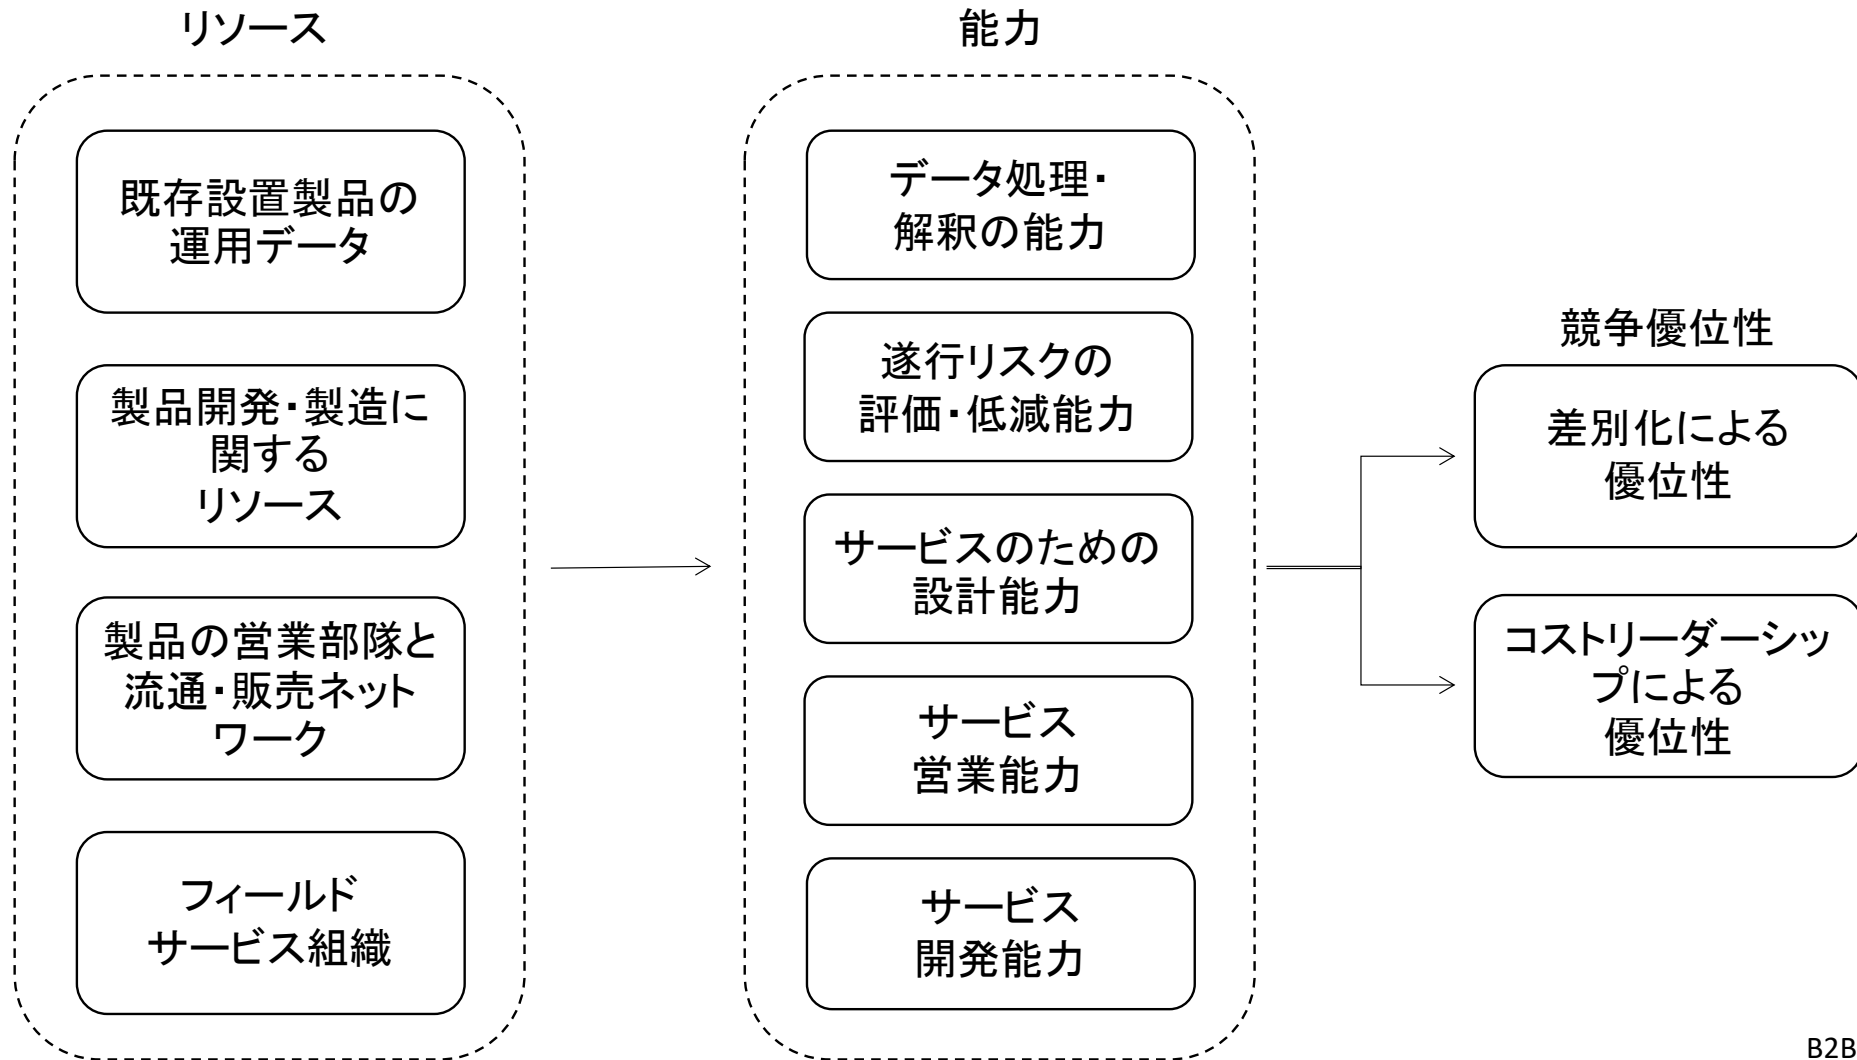 リソース
既存設置製品の
運用データ
製品開発・製造に
関する
リソース
製品の営業部隊と
流通・販売ネット
ワーク
フィールド
サービス組織
能力
データ処理・
解釈の能力
遂行リスクの
評価・低減能力
サービスのための
設計能力
サービス
営業能力
サービス
開発能力
競争優位性
差別化による
優位性
コストリーダーシッ
プによる
優位性
B2B